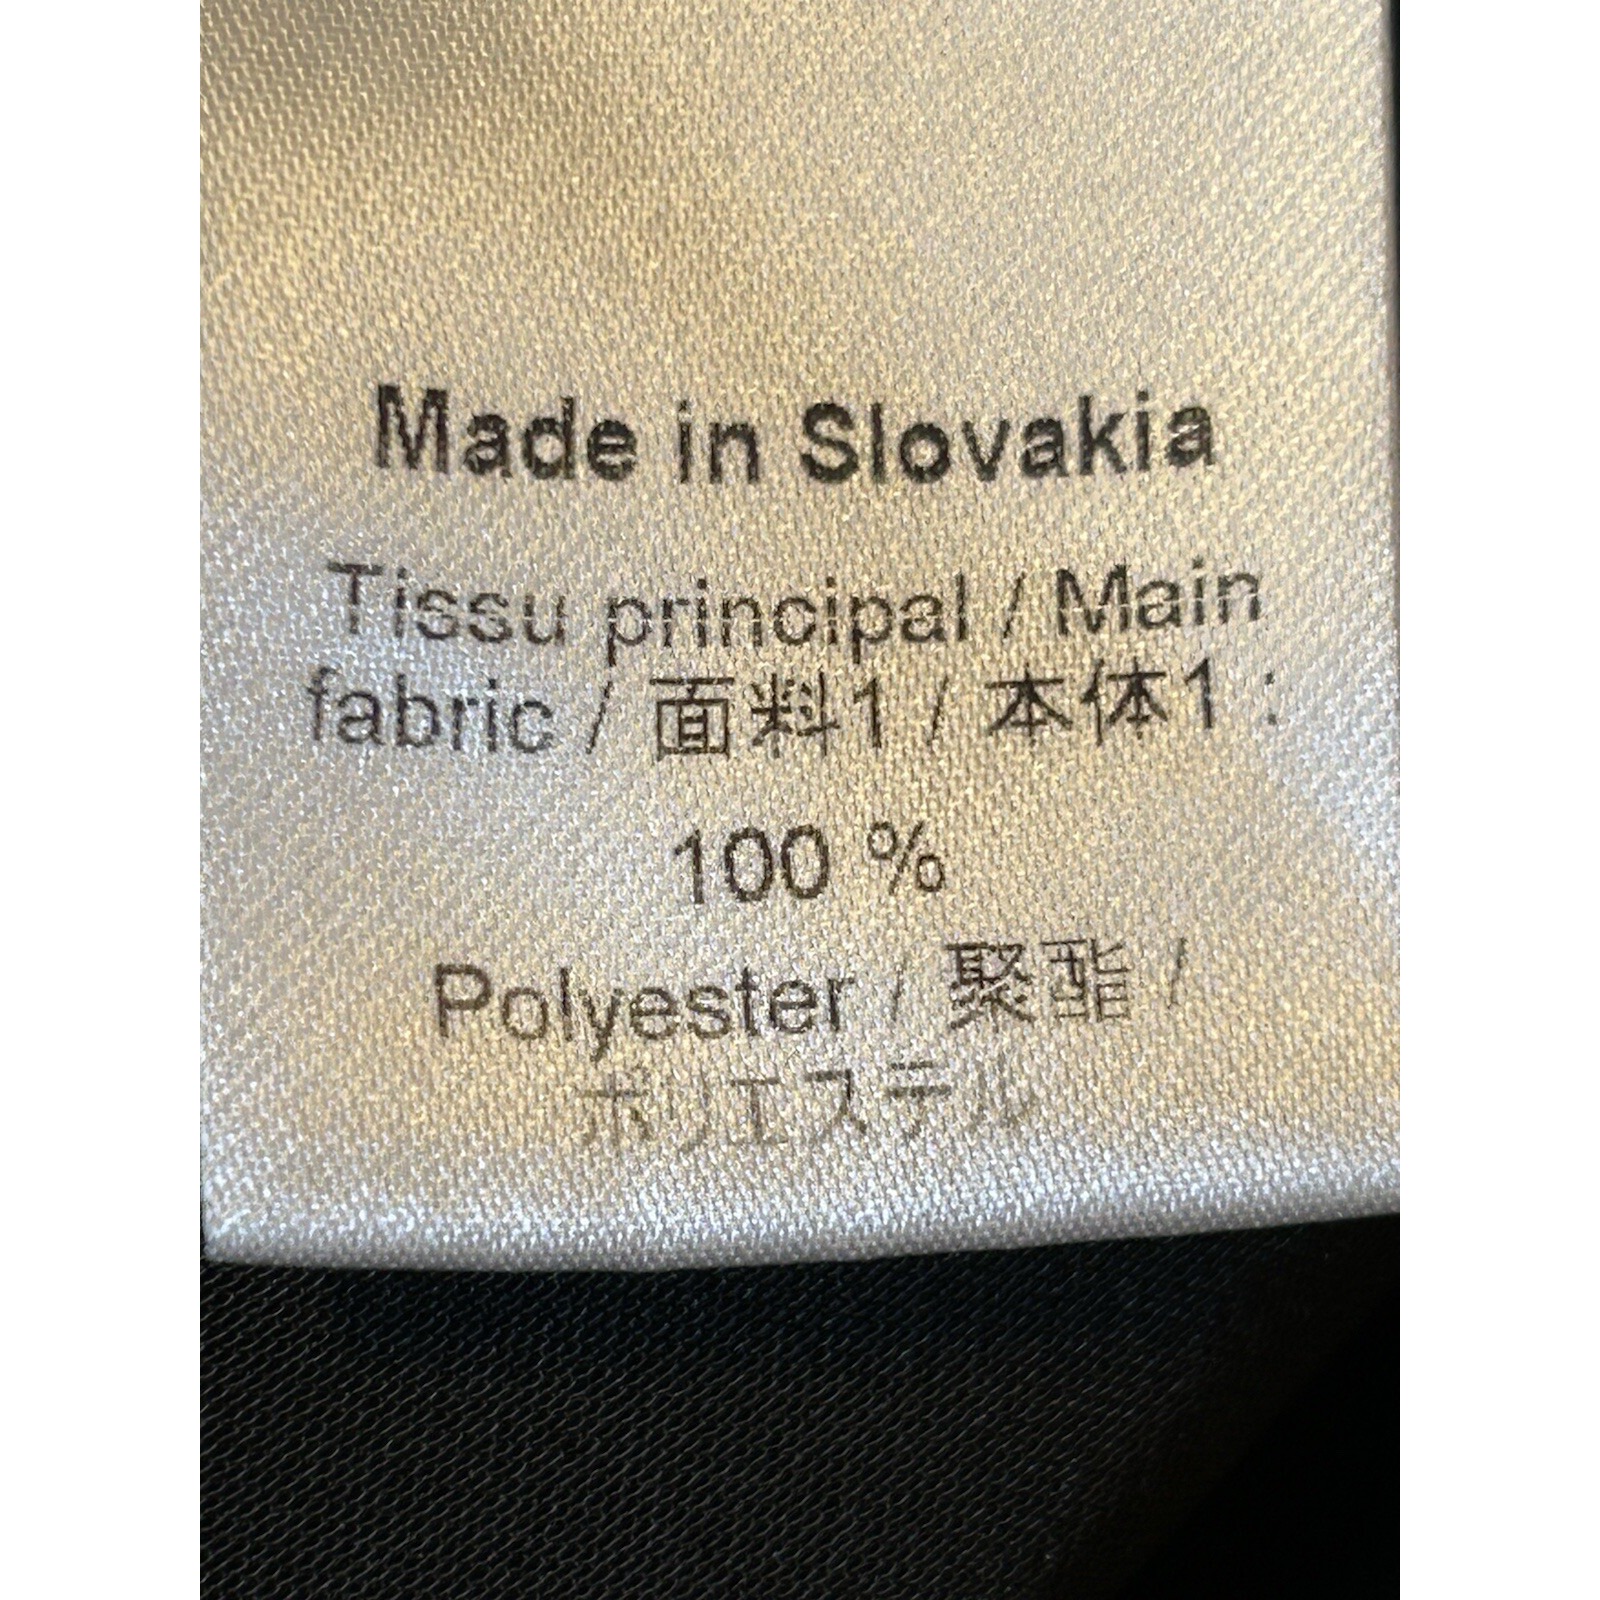 Made in Slovakia
Tissu principal / Main
fabric / 面料1 / 本体1 :
100 %
Polyester / 聚酯 /
ポリエステル